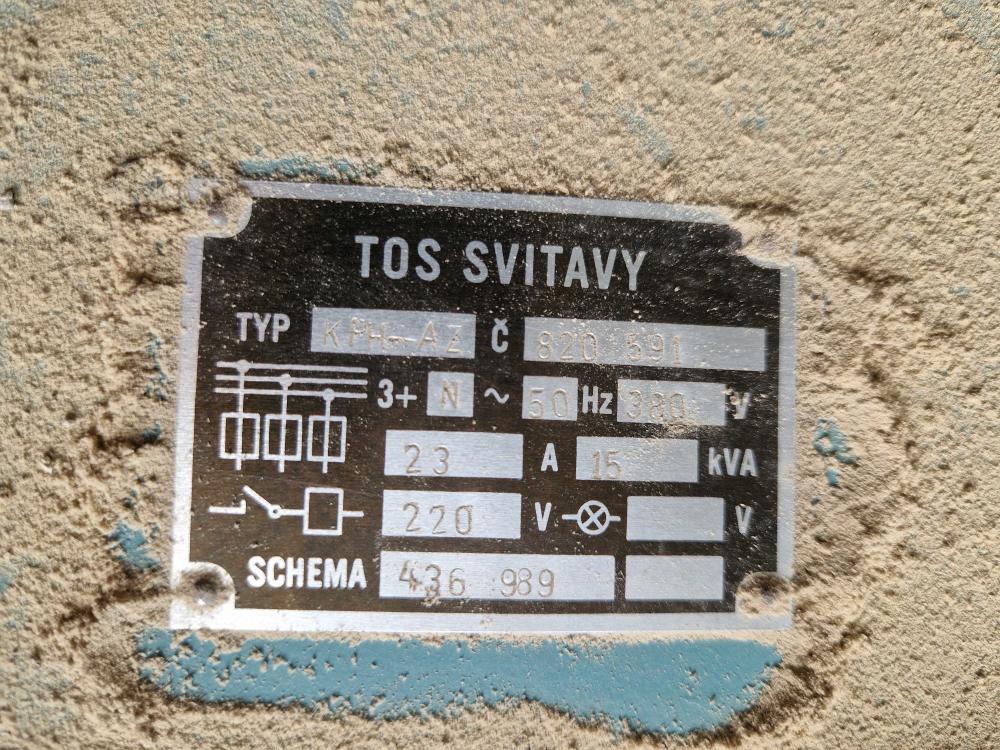 TOS SVITAVY
TYP KPH-AZ Č 820 591
3+ N ~ 50 Hz 380 V
23 A 15 kVA
220 V V
SCHEMA 436 989